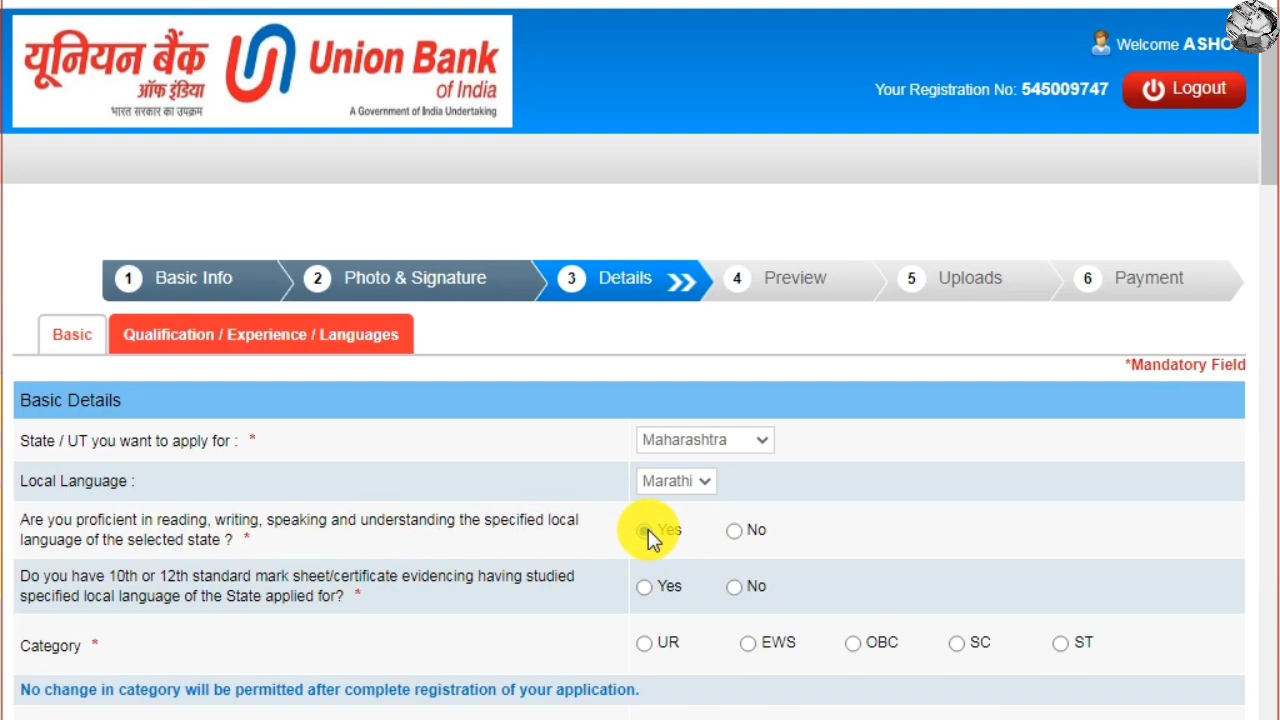 यूनियन बैंक
ऑफ इंडिया
भारत सरकार का उपक्रम
Union Bank
of India
A Government of India Undertaking
Welcome
Your Registration No: 545009747
Logout
1 Basic Info 2 Photo & Signature 3 Details 4 Preview 5 Uploads 6 Payment
Basic Qualification / Experience / Languages
*Mandatory Field
Basic Details
State / UT you want to apply for : * Maharashtra
Local Language : Marathi
Are you proficient in reading, writing, speaking and understanding the specified local
language of the selected state ? *
Yes No
Do you have 10th or 12th standard mark sheet/certificate evidencing having studied
specified local language of the State applied for? *
Yes No
Category * UR EWS OBC SC ST
No change in category will be permitted after complete registration of your application.